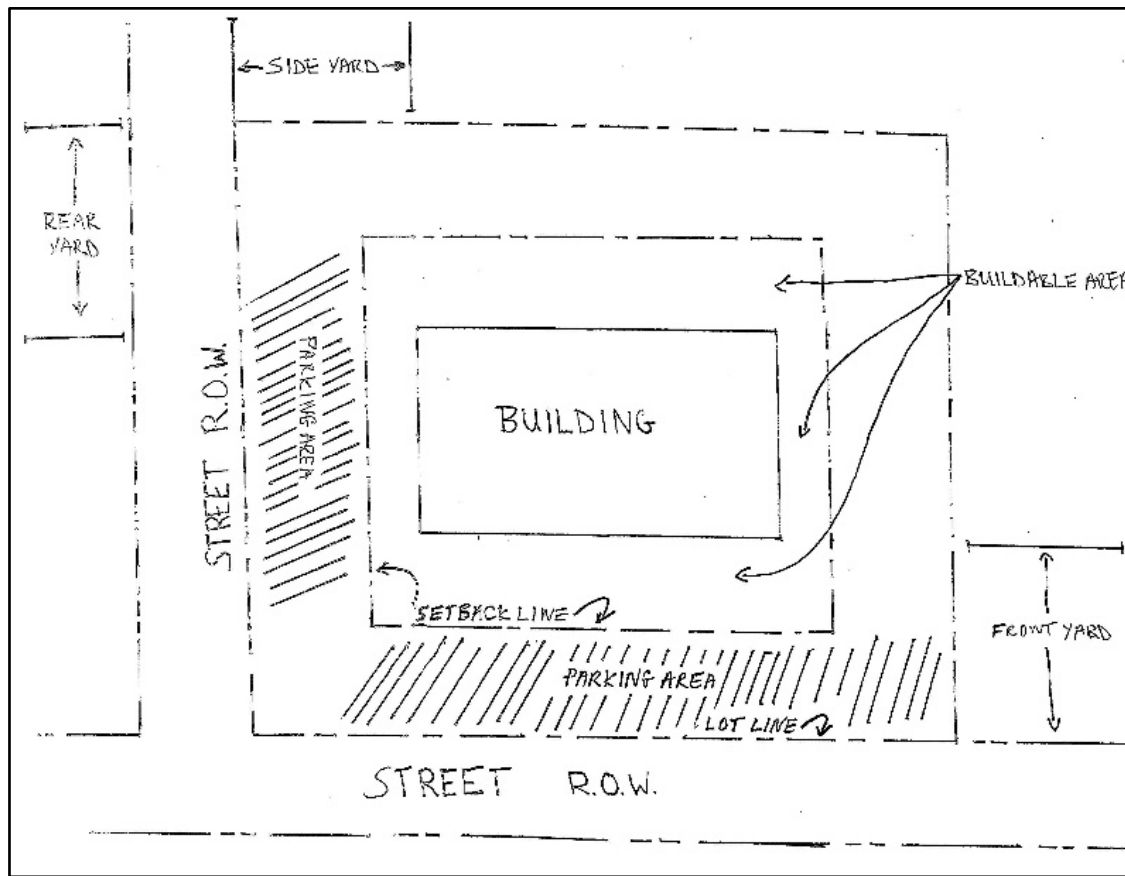 SIDE YARD
REAR
YARD
BUILDABLE AREA
PARKING AREA
STREET R.O.W.
BUILDING
SETBACK LINE
FRONT YARD
PARKING AREA
LOT LINE
STREET R.O.W.